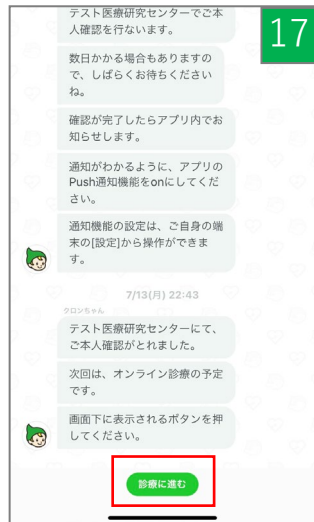 17
テスト医療研究センターでご本
人確認を行ないます。
数日かかる場合もありますの
で、しばらくお待ちください
ね。
確認が完了したらアプリ内でお
知らせします。
通知がわかるように、アプリの
Push通知機能をonにしてくだ
さい。
通知機能の設定は、ご自身の端
末の[設定]から操作ができま
す。
7/13(月) 22:43
クロンちゃん
テスト医療研究センターにて、
ご本人確認がとれました。
次回は、オンライン診療の予定
です。
画面下に表示されるボタンを押
してください。
診療に進む